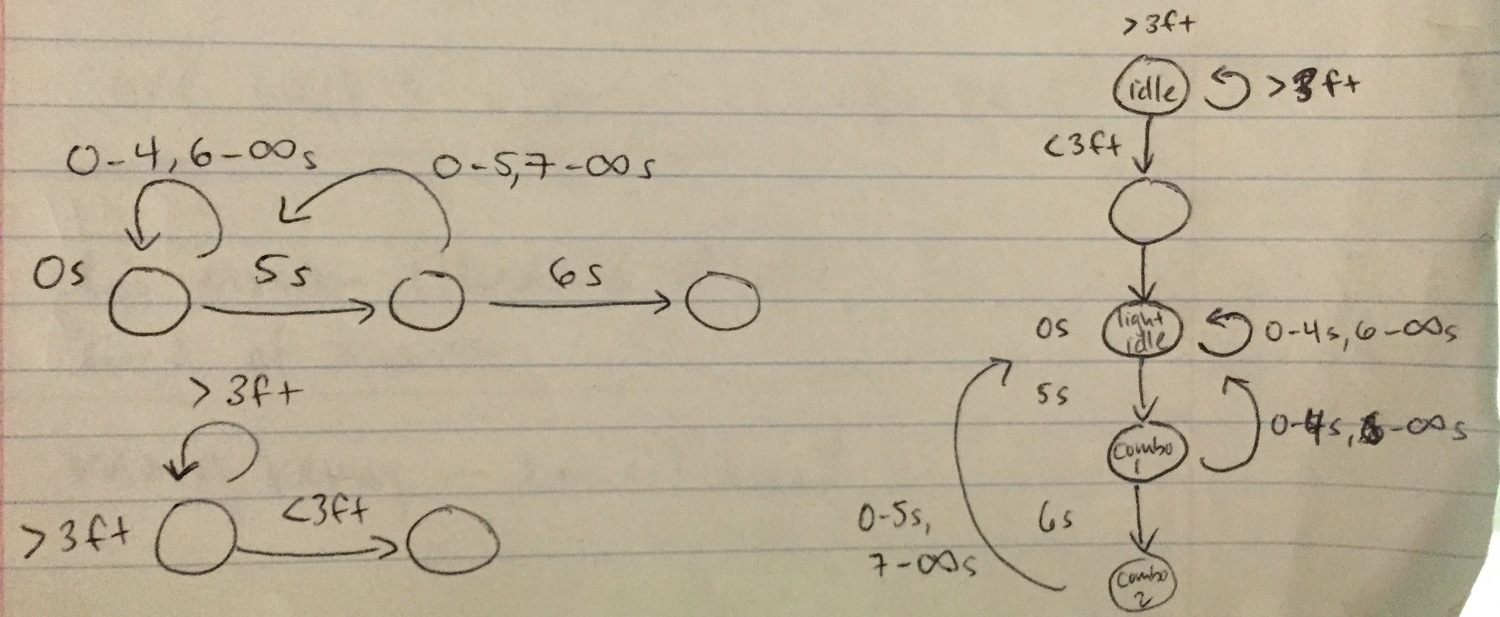 0-4, 6-∞s
0-5, 7-∞s
0s
5s
6s
>3ft
>3ft
<3ft
>3ft
idle
>3ft
<3ft
0s
light
idle
0-4s, 6-∞s
5s
combo
1
0-4s, 6-∞s
6s
0-5s,
7-∞s
combo
2